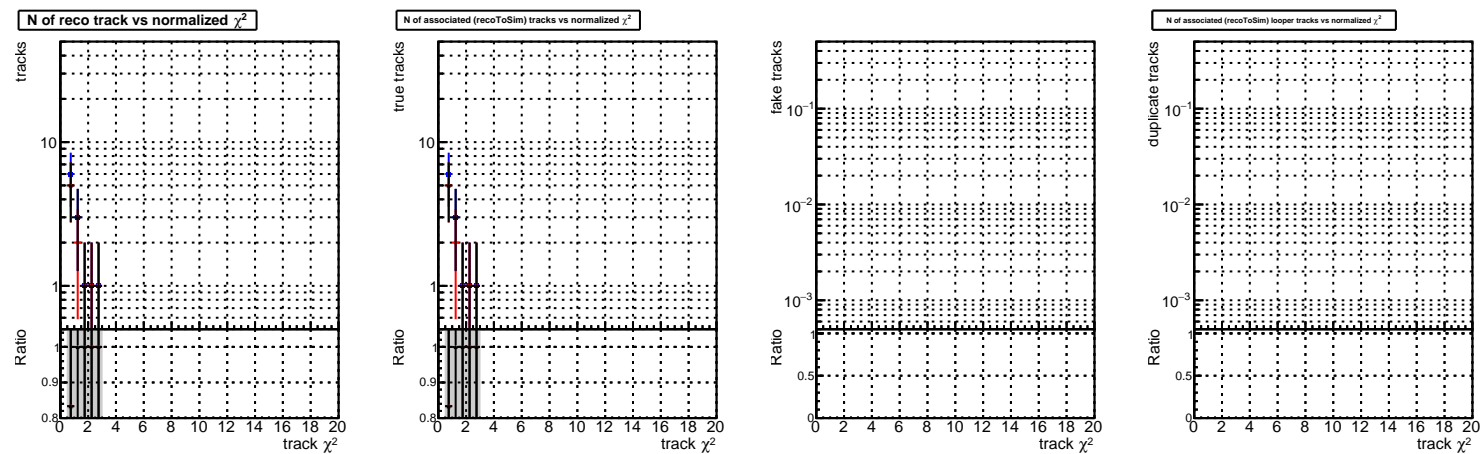 N of reco track vs normalized χ²
tracks
10
1
Ratio
1
0.9
0.8
0 2 4 6 8 10 12 14 16 18 20
track χ²
N of associated (recoToSim) tracks vs normalized χ²
true tracks
10
1
Ratio
1
0.9
0.8
0 2 4 6 8 10 12 14 16 18 20
track χ²
fake tracks
10⁻¹
10⁻²
10⁻³
Ratio
1
0.5
0
0 2 4 6 8 10 12 14 16 18 20
track χ²
N of associated (recoToSim) looper tracks vs normalized χ²
duplicate tracks
10⁻¹
10⁻²
10⁻³
Ratio
1
0.5
0
0 2 4 6 8 10 12 14 16 18 20
track χ²